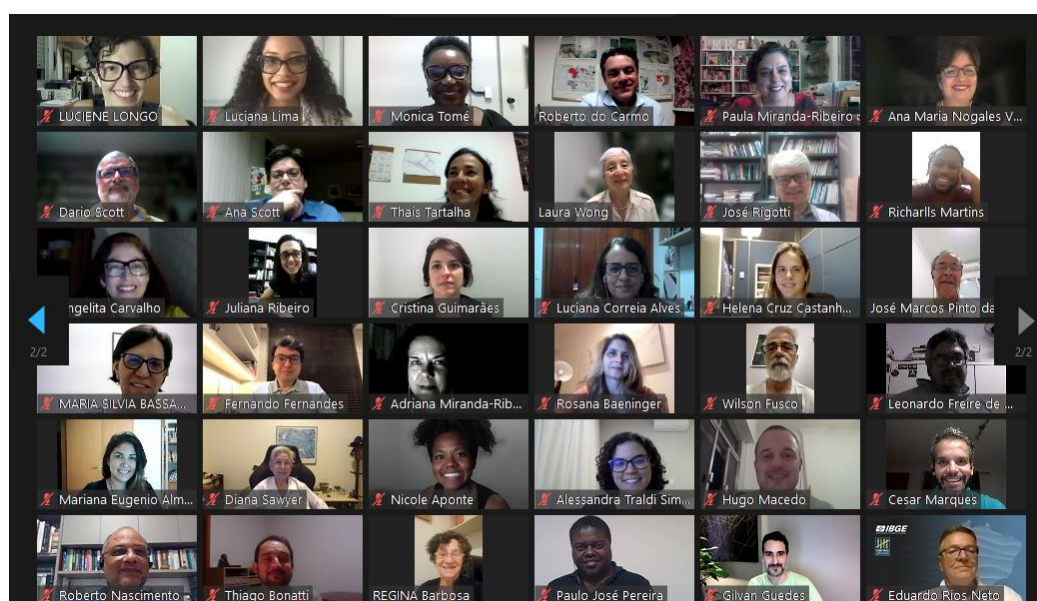 LUCIENE LONGO
Luciana Lima
Monica Tomé
Roberto do Carmo
Paula Miranda-Ribeiro
Ana Maria Nogales V...
Dario Scott
Ana Scott
Thais Tartalha
Laura Wong
José Rigotti
Richarlls Martins
ngelita Carvalho
Juliana Ribeiro
Cristina Guimarães
Luciana Correia Alves
Helena Cruz Castanh...
José Marcos Pinto da
2/2
2/2
MARIA SILVIA BASSA...
Fernando Fernandes
Adriana Miranda-Rib...
Rosana Baeninger
Wilson Fusco
Leonardo Freire de ...
Mariana Eugenio Alm...
Diana Sawyer
Nicole Aponte
Alessandra Traldi Sim...
Hugo Macedo
Cesar Marques
IBGE
Roberto Nascimento
Thiago Bonatti
REGINA Barbosa
Paulo José Pereira
Gilvan Guedes
Eduardo Rios Neto